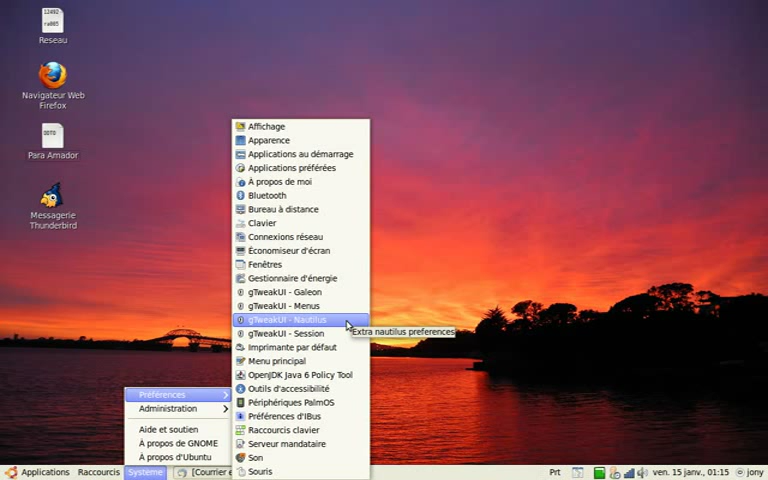 12492
ra005
Reseau
Navigateur Web
Firefox
Para Amador
Messagerie
Thunderbird
Affichage
Apparence
Applications au démarrage
Applications préférées
À propos de moi
Bluetooth
Bureau à distance
Clavier
Connexions réseau
Économiseur d'écran
Fenêtres
Gestionnaire d'énergie
gTweakUI - Galeon
gTweakUI - Menus
gTweakUI - Nautilus
Extra nautilus preferences
gTweakUI - Session
Imprimante par défaut
Menu principal
OpenJDK Java 6 Policy Tool
Outils d'accessibilité
Périphériques PalmOS
Préférences d'IBus
Raccourcis clavier
Serveur mandataire
Son
Souris
Préférences
Administration
Aide et soutien
À propos de GNOME
À propos d'Ubuntu
Applications Raccourcis Système [Courrier e Prt ven. 15 janv., 01:15 jony